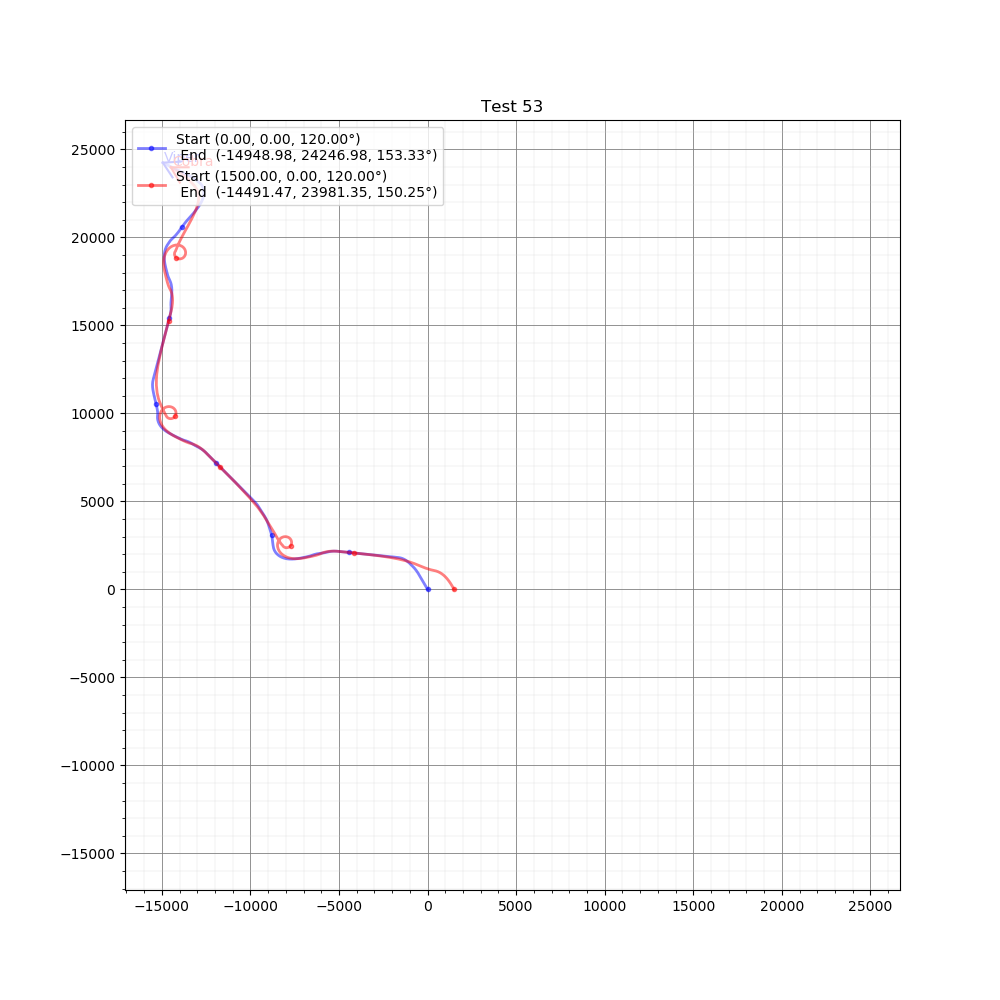 Test 53
Start (0.00, 0.00, 120.00°)
End (-14948.98, 24246.98, 153.33°)
Start (1500.00, 0.00, 120.00°)
End (-14491.47, 23981.35, 150.25°)
25000
20000
15000
10000
5000
0
−5000
−10000
−15000
−15000 −10000 −5000 0 5000 10000 15000 20000 25000